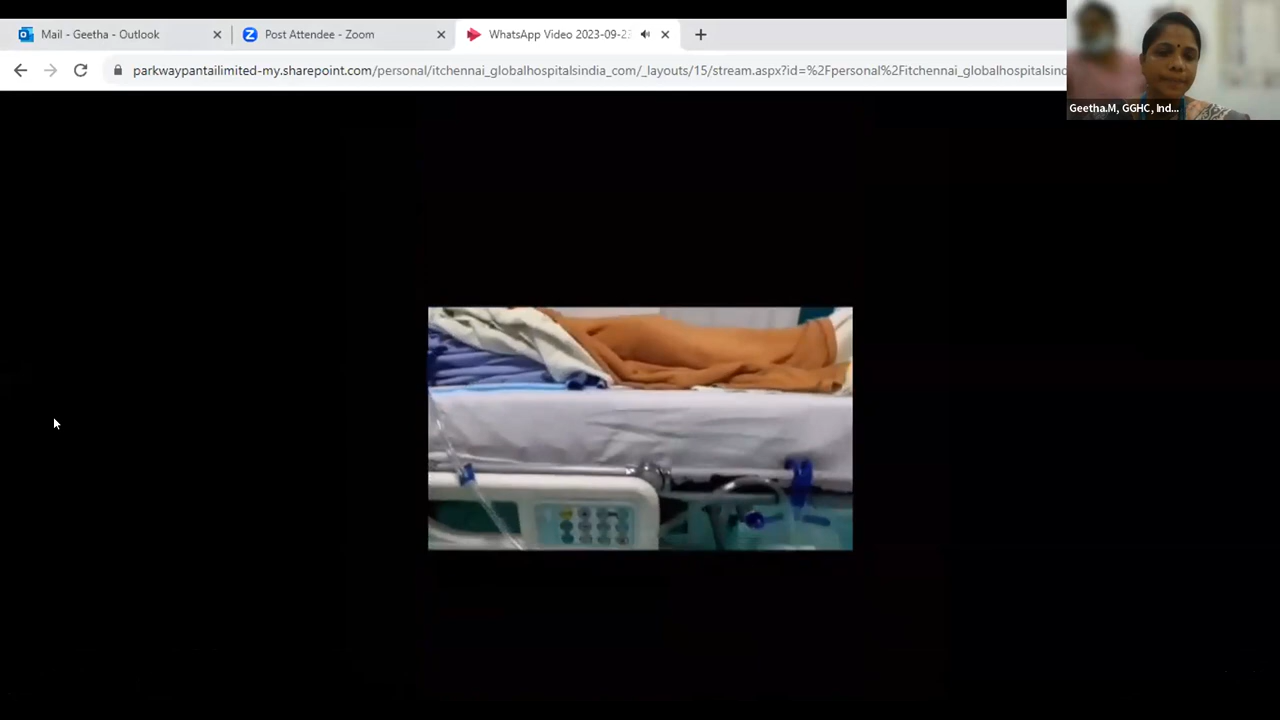 Mail - Geetha - Outlook
Post Attendee - Zoom
WhatsApp Video 2023-09-2
parkwaypantailimited-my.sharepoint.com/personal/itchennai_globalhospitalsindia_com/_layouts/15/stream.aspx?id=%2Fpersonal%2Fitchennai_globalhospitalsind
Geetha.M, GGHC, Ind...